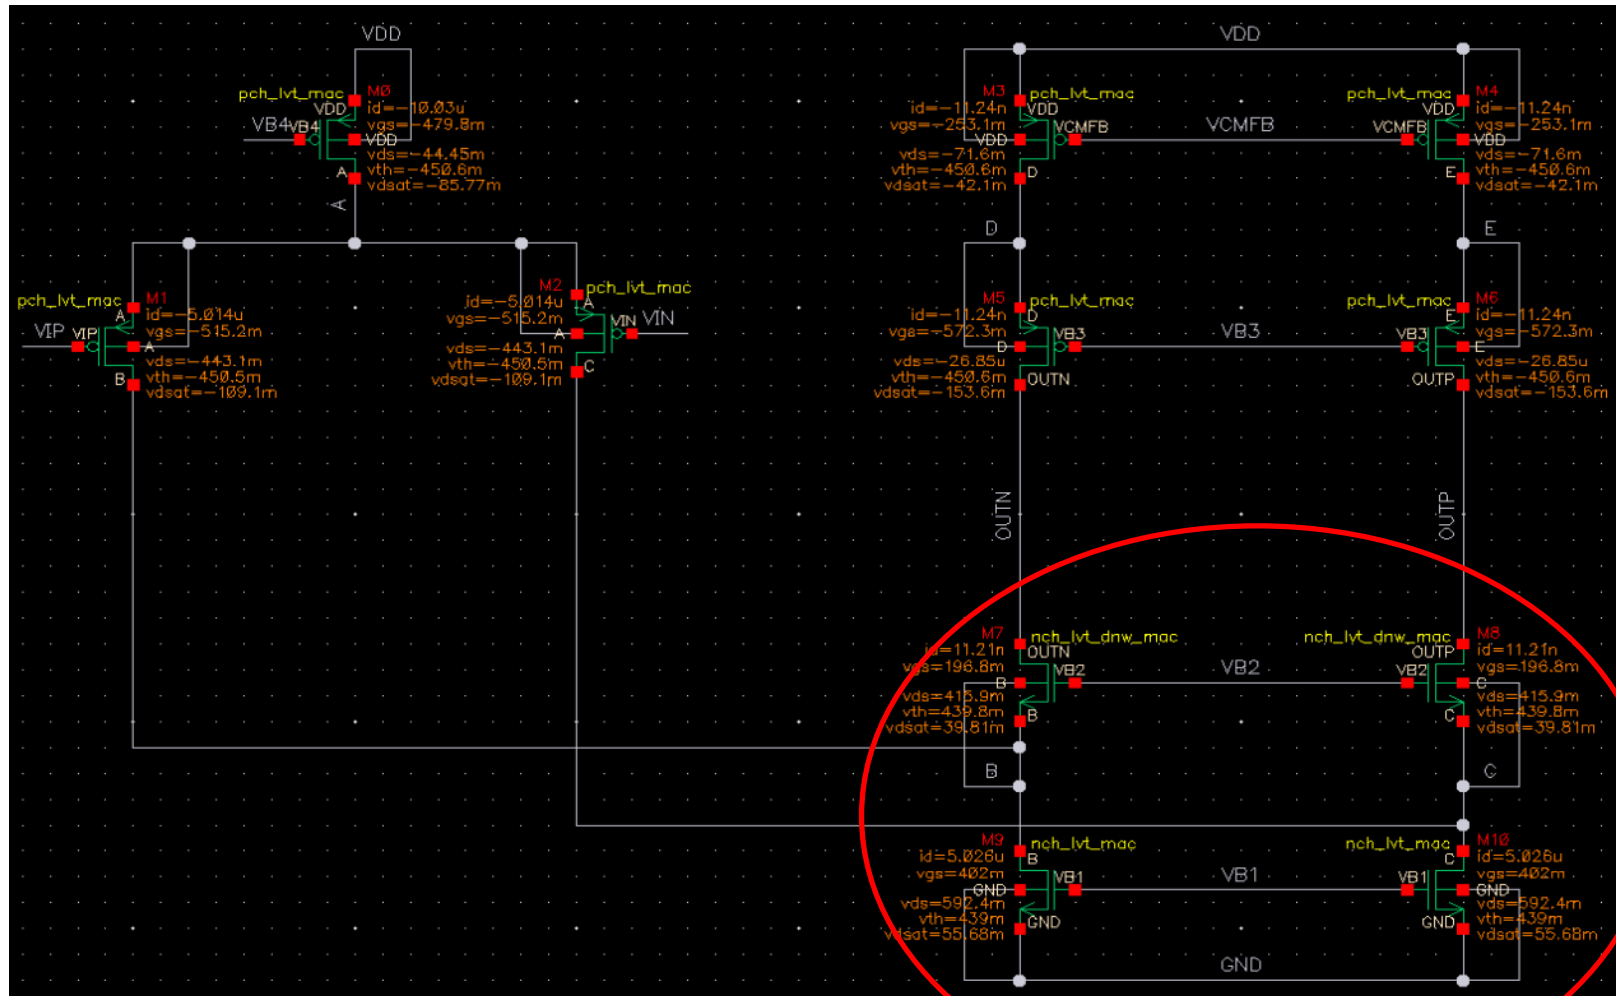 VDD
pch_lvt_mac M0
VDD id=-10.03u
vgs=-479.8m
VB4 VB4 VDD
vds=-44.45m
A vth=-450.6m
vdsat=-85.77m
A
pch_lvt_mac M1
A id=-5.014u
VIP VIP vgs=-515.2m
A
vds=-443.1m
B vth=-450.5m
vdsat=-109.1m
M2 pch_lvt_mac
id=-5.014u A
vgs=-515.2m VIN VIN
A
vds=-443.1m
vth=-450.5m C
vdsat=-109.1m
VDD
M3 pch_lvt_mac
id=-11.24n VDD
vgs=-253.1m VCMFB
VDD
vds=-71.6m
vth=-450.6m D
vdsat=-42.1m
VCMFB
pch_lvt_mac M4
VDD id=-11.24n
VCMFB vgs=-253.1m
VDD
vds=-71.6m
E vth=-450.6m
vdsat=-42.1m
D
E
M5 pch_lvt_mac
id=-11.24n D
vgs=-572.3m VB3
D
vds=-26.85u
vth=-450.6m OUTN
vdsat=-153.6m
VB3
pch_lvt_mac M6
E id=-11.24n
VB3 vgs=-572.3m
E
vds=-26.85u
OUTP vth=-450.6m
vdsat=-153.6m
OUTN
OUTP
M7 nch_lvt_dnw_mac
id=11.21n OUTN
vgs=196.8m VB2
B
vds=415.9m
vth=439.8m B
vdsat=39.81m
VB2
nch_lvt_dnw_mac M8
OUTP id=11.21n
VB2 vgs=196.8m
C
vds=415.9m
C vth=439.8m
vdsat=39.81m
B
C
M9 nch_lvt_mac
id=5.026u B
vgs=402m VB1
GND
vds=592.4m
vth=439m GND
vdsat=55.68m
VB1
nch_lvt_mac M10
C id=5.026u
VB1 vgs=402m
GND
vds=592.4m
GND vth=439m
vdsat=55.68m
GND